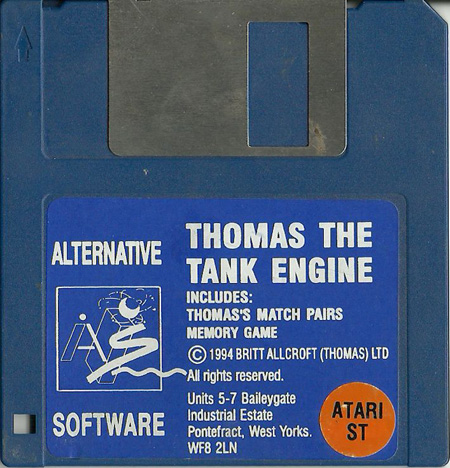 ALTERNATIVE
AS
SOFTWARE
THOMAS THE
TANK ENGINE
INCLUDES:
THOMAS'S MATCH PAIRS
MEMORY GAME
© 1994 BRITT ALLCROFT (THOMAS) LTD
All rights reserved.
Units 5-7 Baileygate
Industrial Estate
Pontefract, West Yorks.
WF8 2LN
ATARI
ST